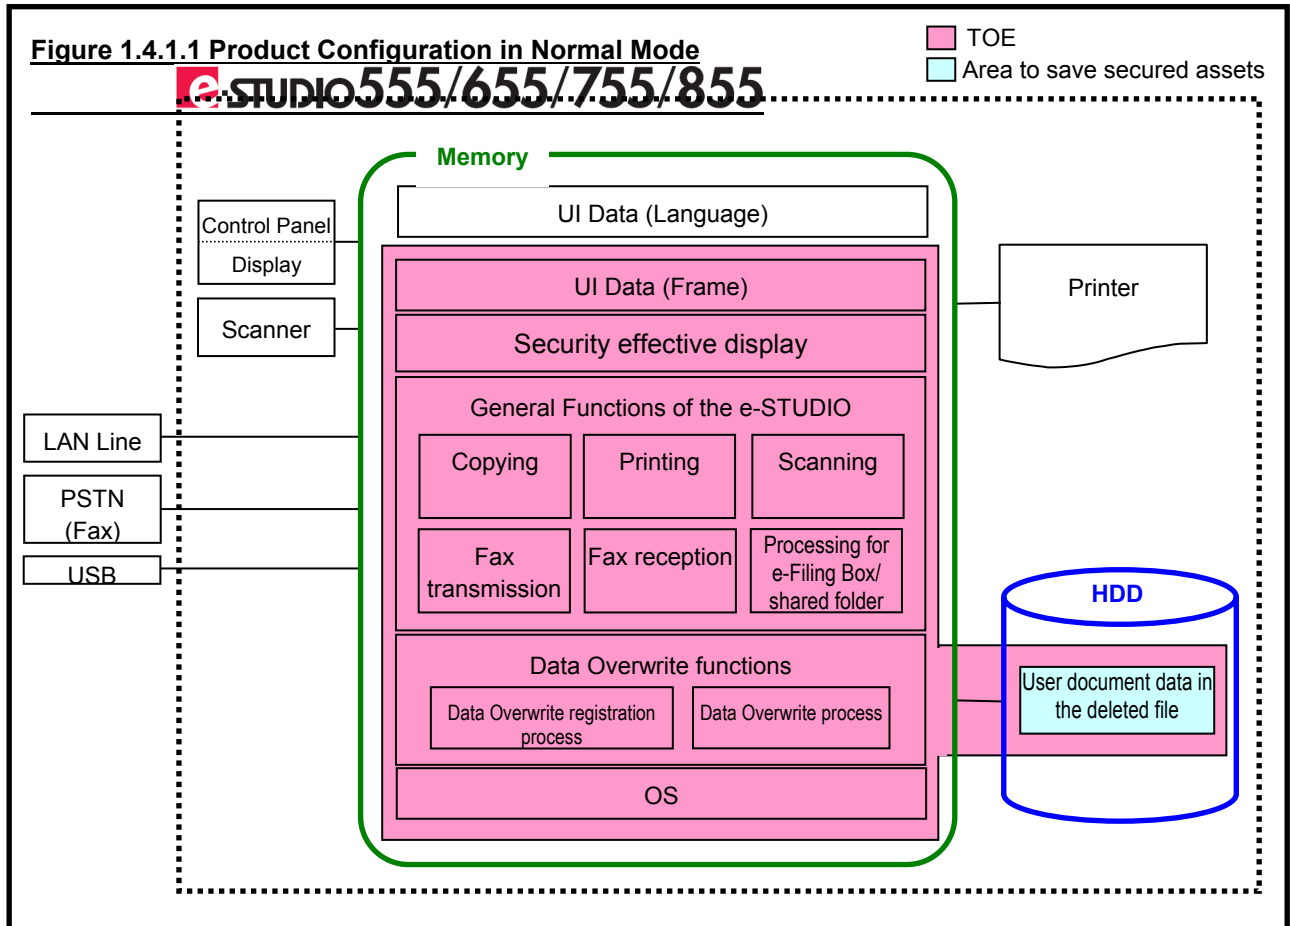 Figure 1.4.1.1 Product Configuration in Normal Mode
TOE
Area to save secured assets
e-STUDIO555/655/755/855
Memory
UI Data (Language)
Control Panel
Display
UI Data (Frame)
Printer
Scanner
Security effective display
General Functions of the e-STUDIO
LAN Line
Copying
Printing
Scanning
PSTN
(Fax)
USB
Fax
transmission
Fax reception
Processing for
e-Filing Box/
shared folder
HDD
Data Overwrite functions
User document data in
the deleted file
Data Overwrite registration
process
Data Overwrite process
OS